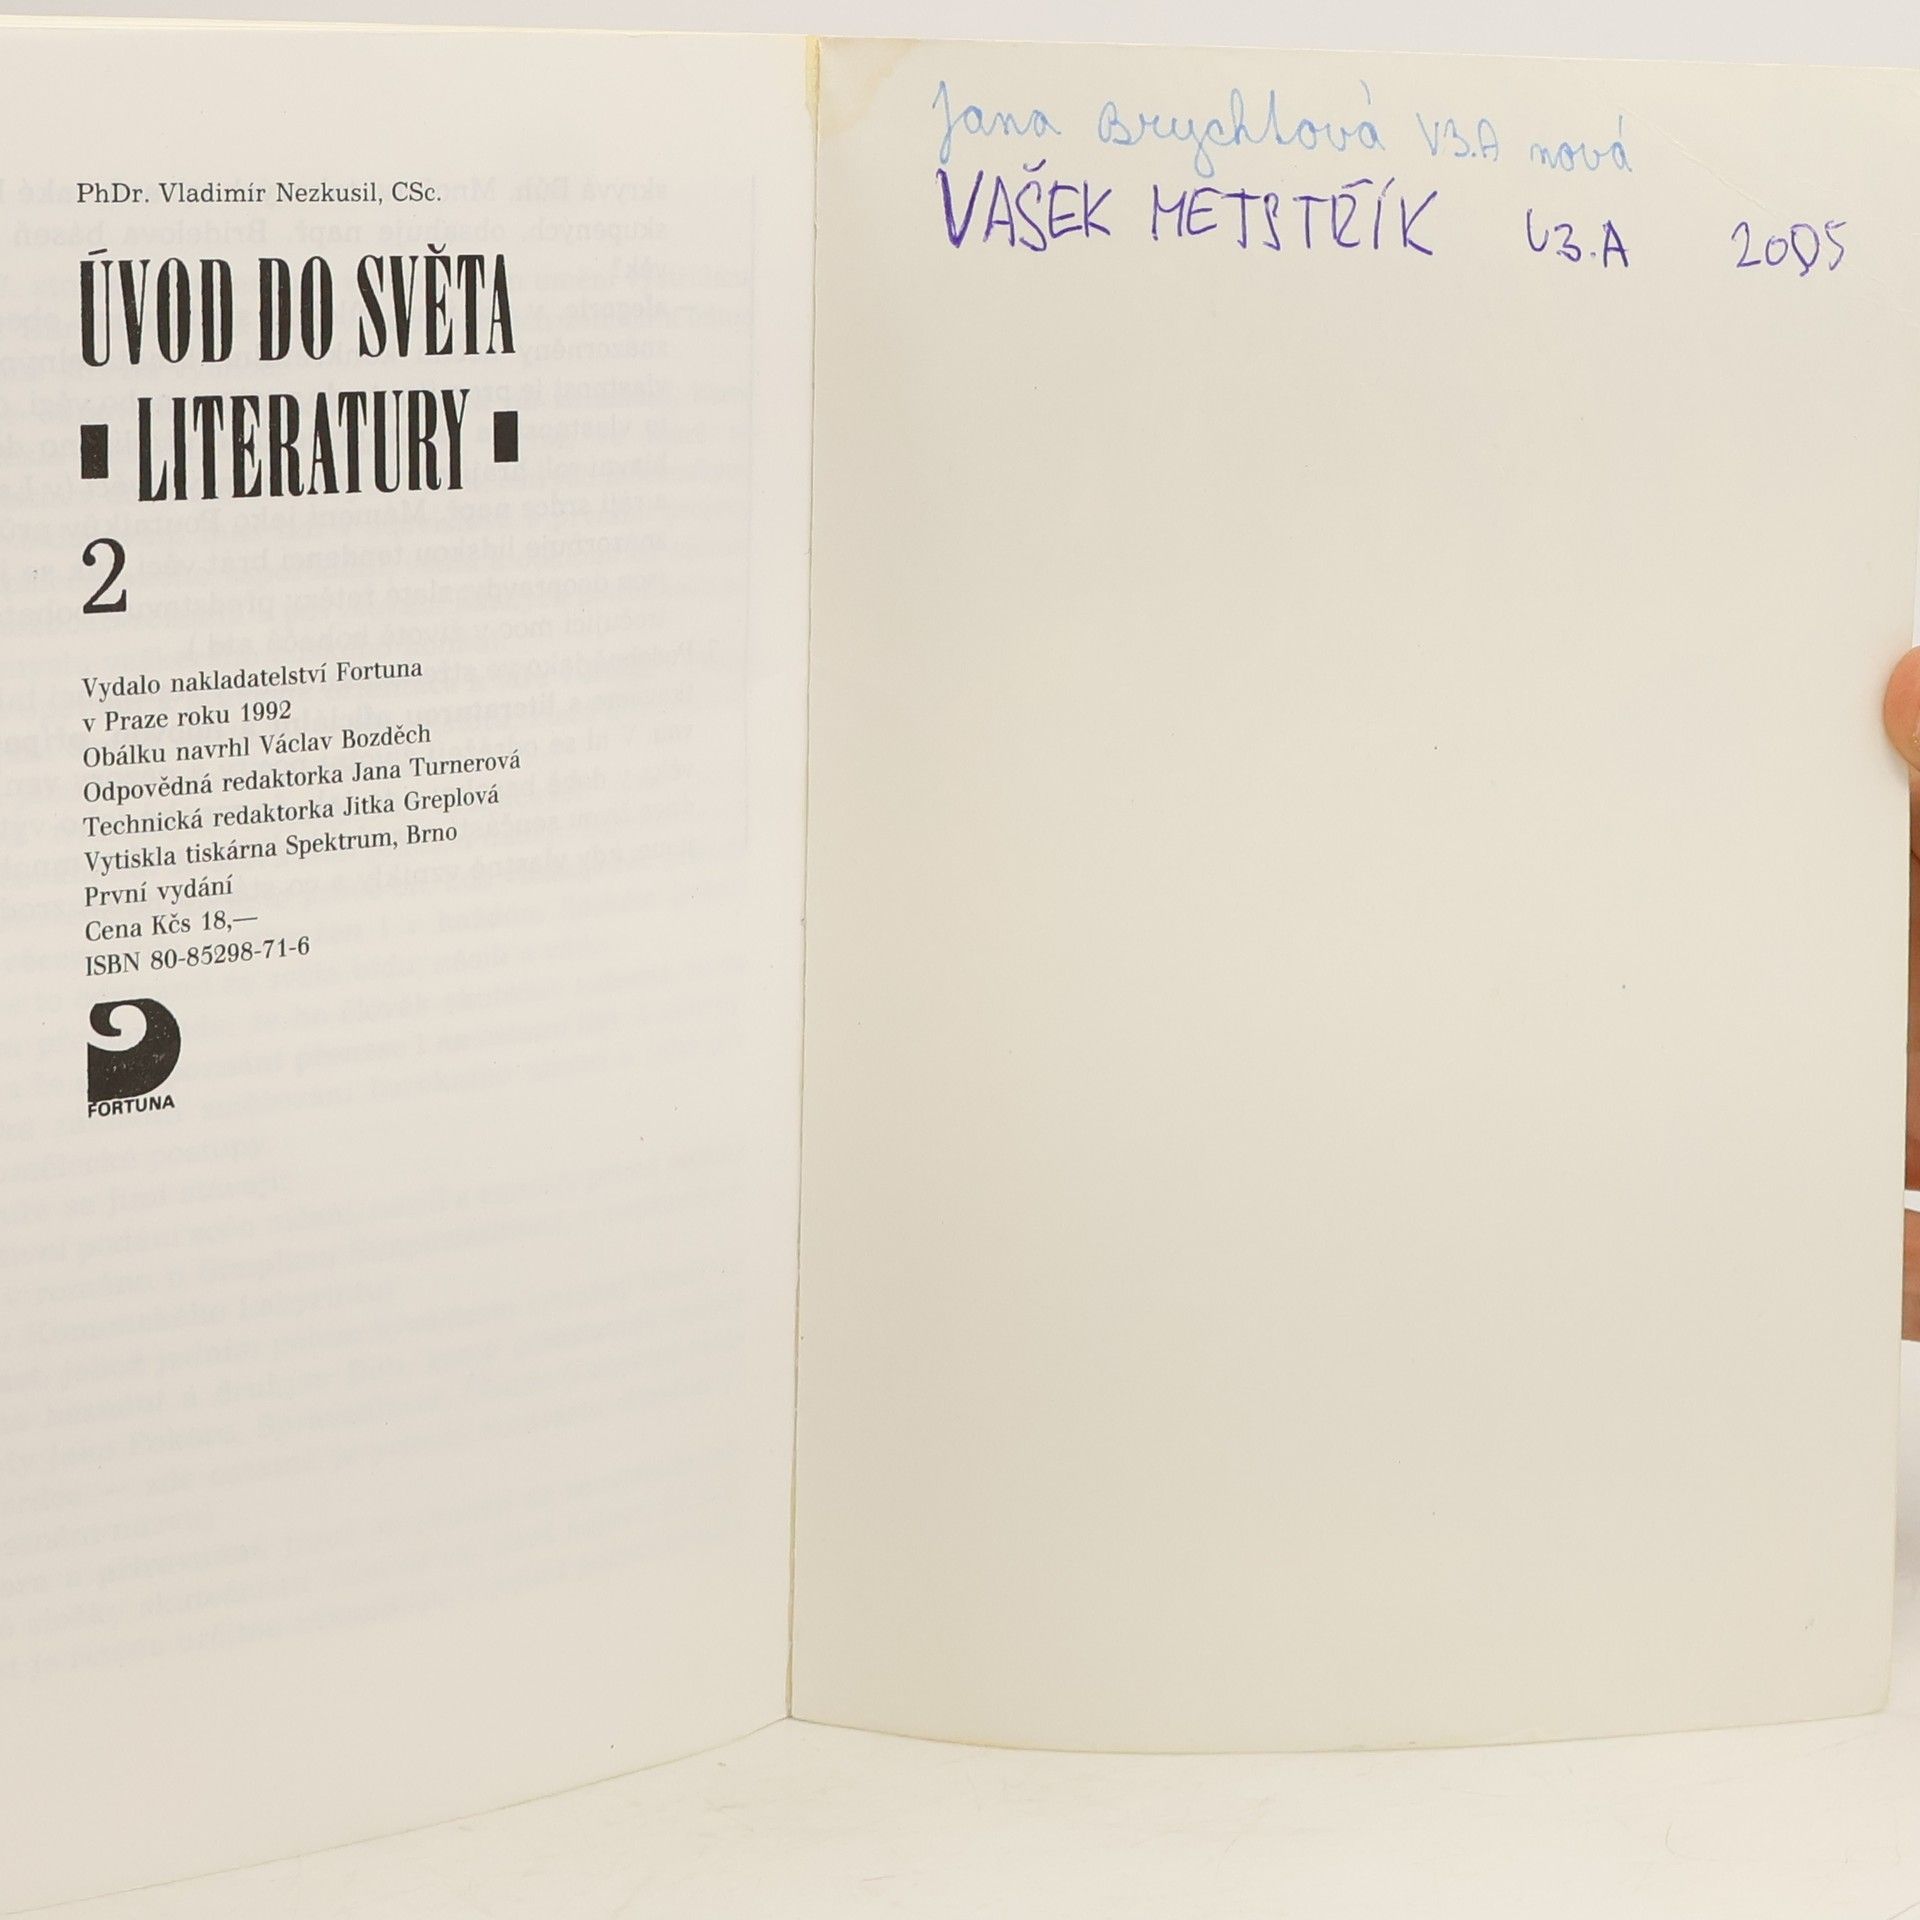 PhDr. Vladimír Nezkusil, CSc.
ÚVOD DO SVĚTA
▪ LITERATURY ▪
2
Vydalo nakladatelství Fortuna
v Praze roku 1992
Obálku navrhl Václav Bozděch
Odpovědná redaktorka Jana Turnerová
Technická redaktorka Jitka Greplová
Vytiskla tiskárna Spektrum, Brno
První vydání
Cena Kčs 18,—
ISBN 80-85298-71-6
FORTUNA
Jana Brychtová V3.A nová
VAŠEK METSTŘÍK V3.A 2005